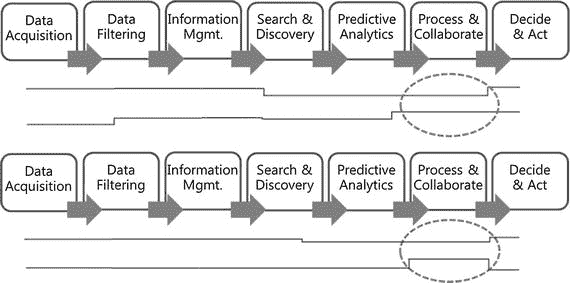 Data
Acquisition
Data
Filtering
Information
Mgmt.
Search &
Discovery
Predictive
Analytics
Process &
Collaborate
Decide
& Act
Data
Acquisition
Data
Filtering
Information
Mgmt.
Search &
Discovery
Predictive
Analytics
Process &
Collaborate
Decide
& Act